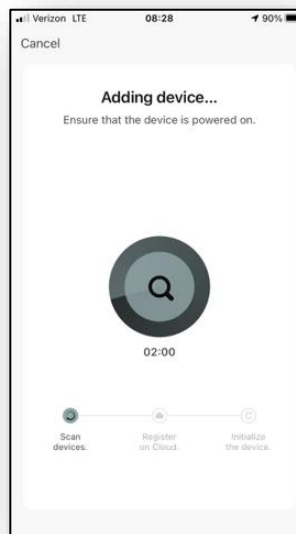 Verizon LTE 08:28 90%
Cancel
Adding device...
Ensure that the device is powered on.
02:00
Scan devices.
Register on Cloud.
Initialize the device.